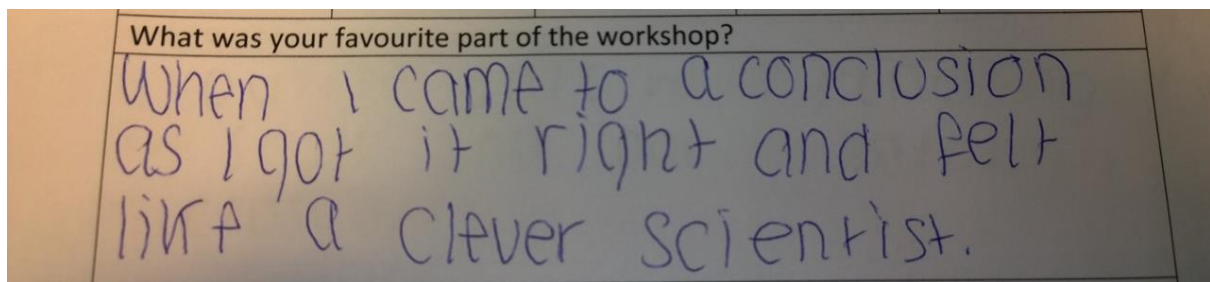 What was your favourite part of the workshop?
When I came to a conclusion
as I got it right and felt
like a clever scientist.